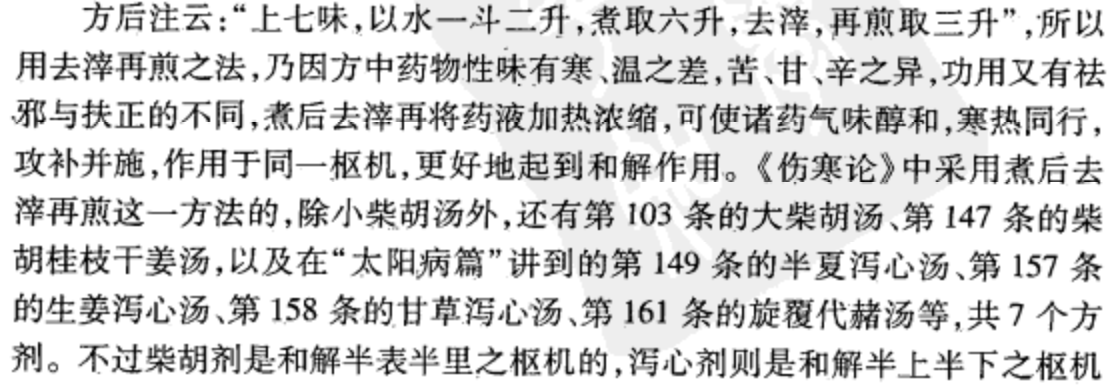 方后注云:“上七味,以水一斗二升,煮取六升,去滓,再煎取三升”,所以
用去滓再煎之法,乃因方中药物性味有寒、温之差,苦、甘、辛之异,功用又有祛
邪与扶正的不同,煮后去滓再将药液加热浓缩,可使诸药气味醇和,寒热同行,
攻补并施,作用于同一枢机,更好地起到和解作用。《伤寒论》中采用煮后去
滓再煎这一方法的,除小柴胡汤外,还有第 103 条的大柴胡汤、第 147 条的柴
胡桂枝干姜汤,以及在“太阳病篇”讲到的第 149 条的半夏泻心汤、第 157 条
的生姜泻心汤、第 158 条的甘草泻心汤、第 161 条的旋覆代赭汤等,共 7 个方
剂。不过柴胡剂是和解半表半里之枢机的,泻心剂则是和解半上半下之枢机